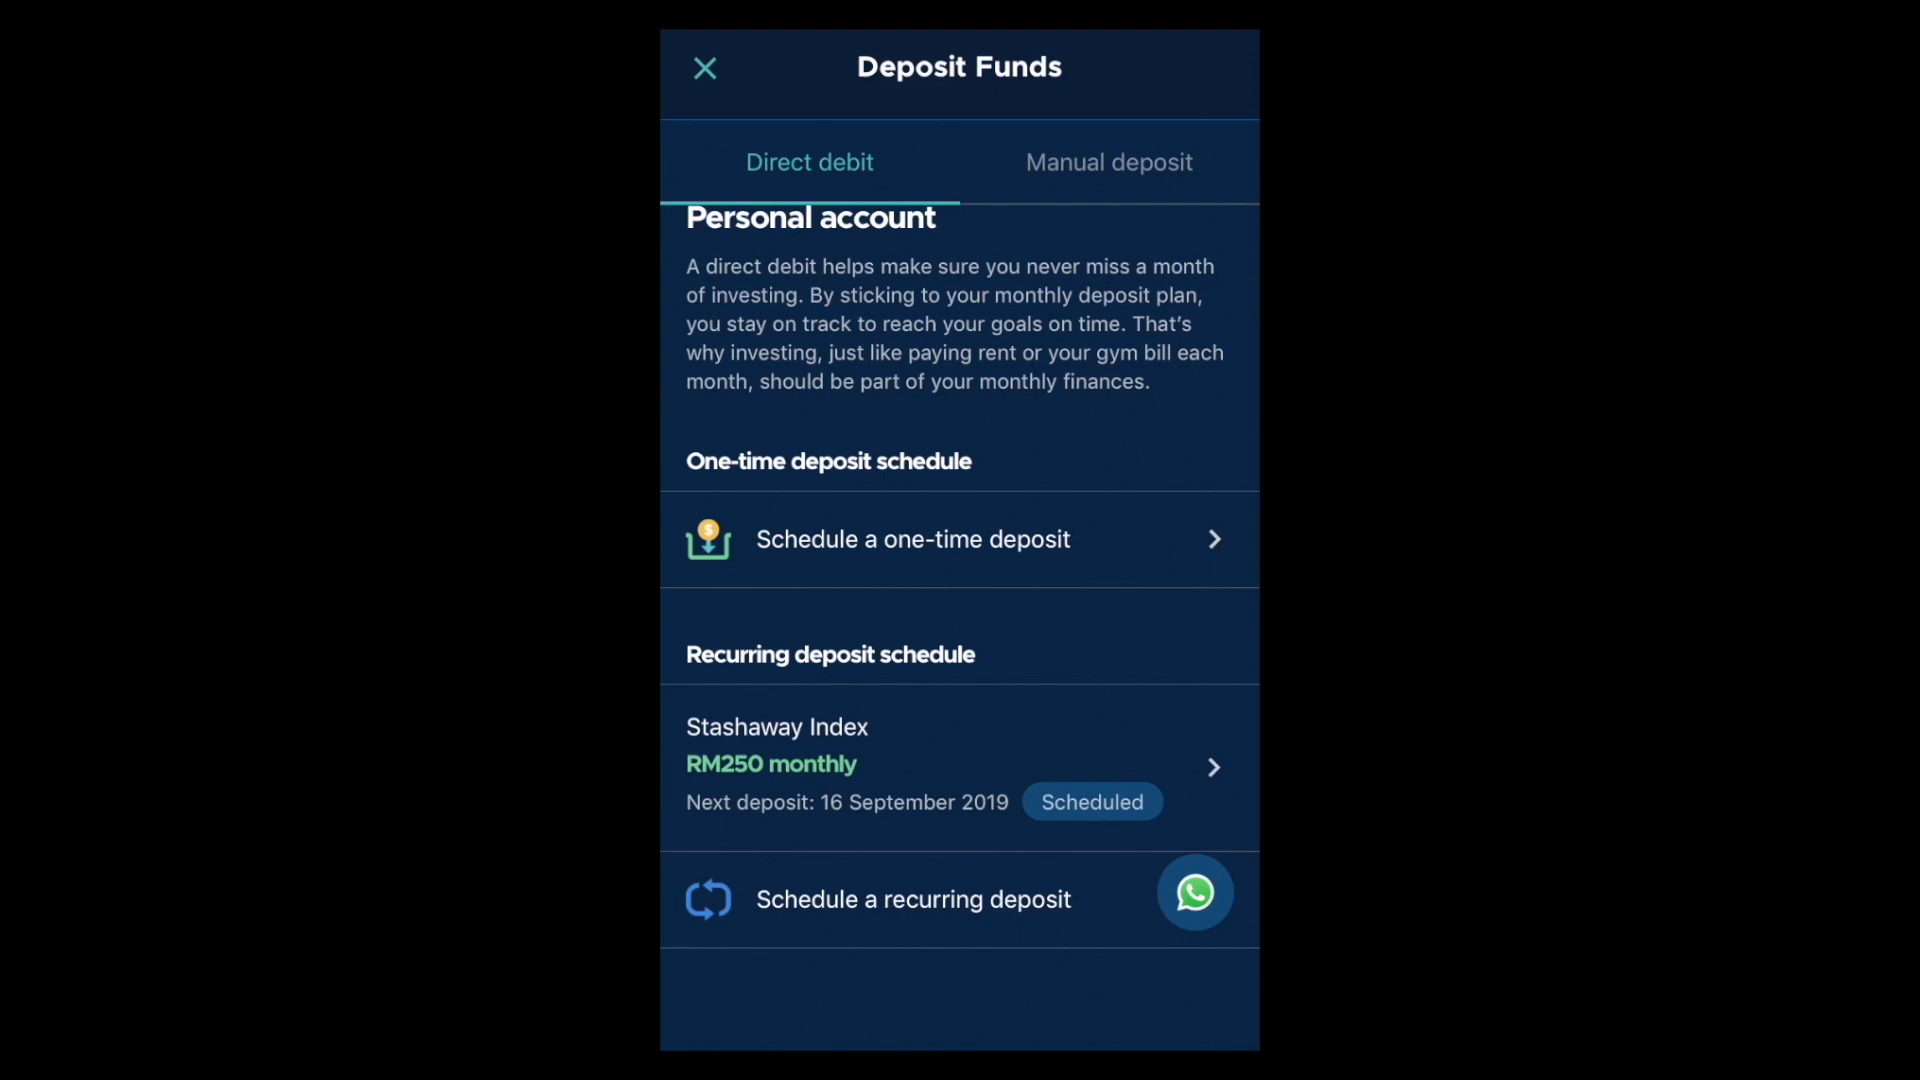 Deposit Funds
Direct debit
Manual deposit
Personal account
A direct debit helps make sure you never miss a month
of investing. By sticking to your monthly deposit plan,
you stay on track to reach your goals on time. That’s
why investing, just like paying rent or your gym bill each
month, should be part of your monthly finances.
One-time deposit schedule
$
Schedule a one-time deposit
Recurring deposit schedule
Stashaway Index
RM250 monthly
Next deposit: 16 September 2019
Scheduled
Schedule a recurring deposit